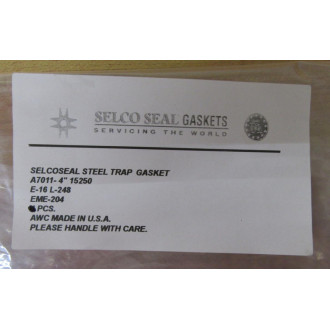 SELCO SEAL GASKETS
SERVICING THE WORLD
SELCOSEAL STEEL TRAP GASKET
A7011- 4" 15250
E-16 L-248
EME-204
PCS.
AWC MADE IN U.S.A.
PLEASE HANDLE WITH CARE.